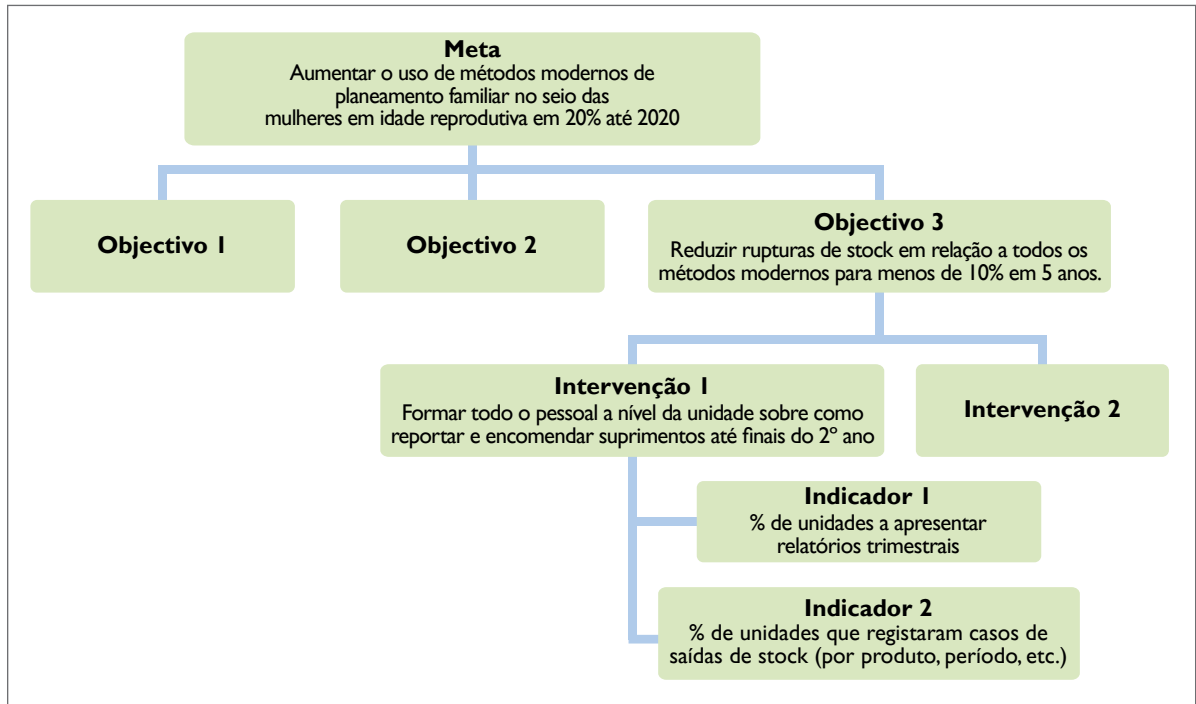 Meta
Aumentar o uso de métodos modernos de
planeamento familiar no seio das
mulheres em idade reprodutiva em 20% até 2020
Objectivo 1
Objectivo 2
Objectivo 3
Reduzir rupturas de stock em relação a todos os
métodos modernos para menos de 10% em 5 anos.
Intervenção 1
Formar todo o pessoal a nível da unidade sobre como
reportar e encomendar suprimentos até finais do 2º ano
Intervenção 2
Indicador 1
% de unidades a apresentar
relatórios trimestrais
Indicador 2
% de unidades que registaram casos de
saídas de stock (por produto, período, etc.)